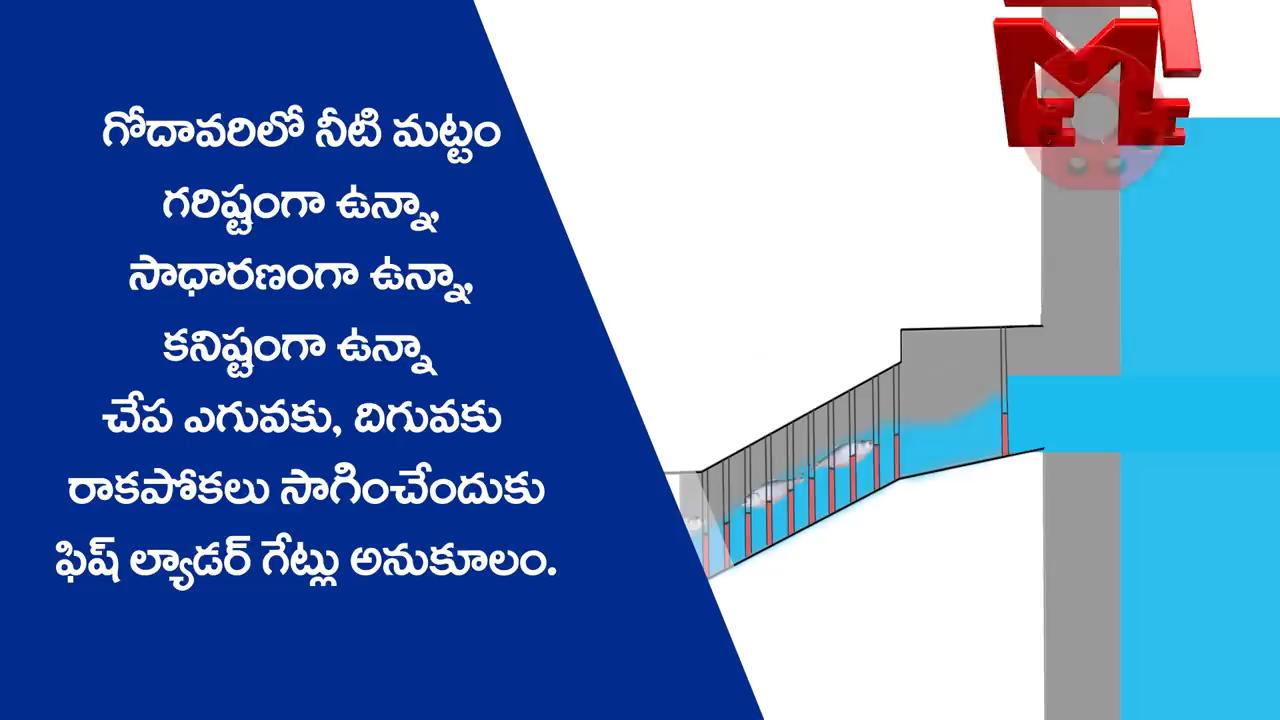 గోదావరిలో నీటి మట్టం
గరిష్టంగా ఉన్నా,
సాధారణంగా ఉన్నా,
కనిష్టంగా ఉన్నా
చేప ఎగువకు, దిగువకు
రాకపోకలు సాగించేందుకు
ఫిష్ ల్యాడర్ గేట్లు అనుకూలం.